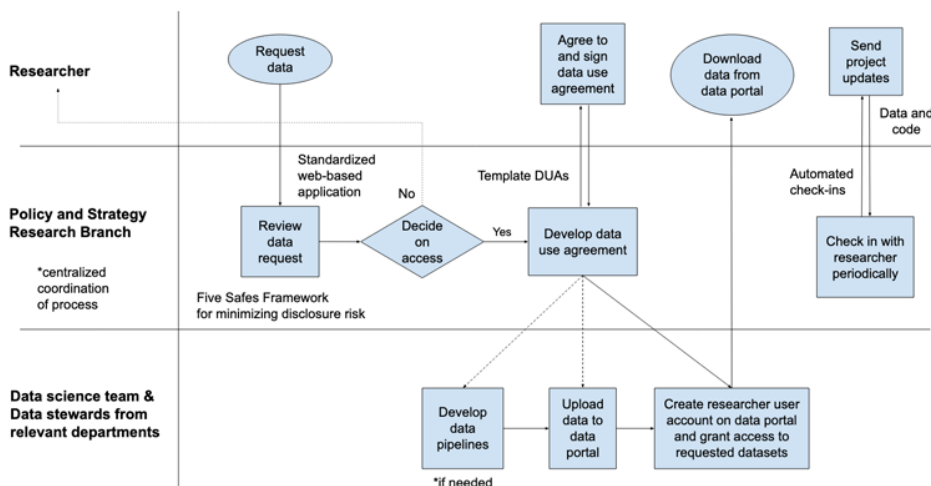 Researcher
Request
data
Agree to
and sign
data use
agreement
Download
data from
data portal
Send
project
updates
Data and
code
Policy and Strategy
Research Branch
*centralized
coordination
of process
Standardized
web-based
application
No
Template DUAs
Automated
check-ins
Review
data
request
Decide
on
access
Yes
Develop data
use agreement
Check in with
researcher
periodically
Five Safes Framework
for minimizing disclosure risk
Data science team &
Data stewards from
relevant departments
Develop
data
pipelines
*if needed
Upload
data to
data
portal
Create researcher user
account on data portal
and grant access to
requested datasets